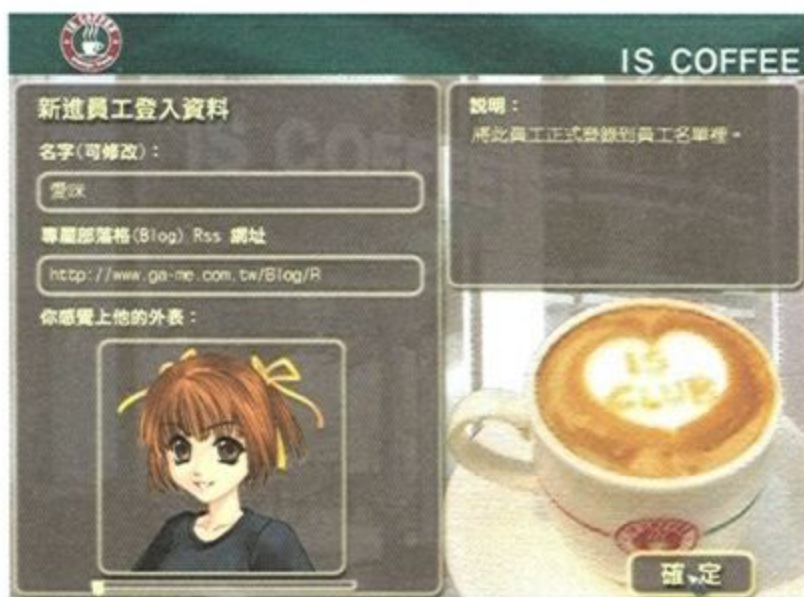 IS COFFEE
新進員工登入資料
名字(可修改)：
愛咪
專屬部落格(Blog) Rss 網址
http://www.ga-me.com.tw/Blog/R
你感覺上他的外表：
說明：
將此員工正式登錄到員工名單裡。
IS
CLUB
確定